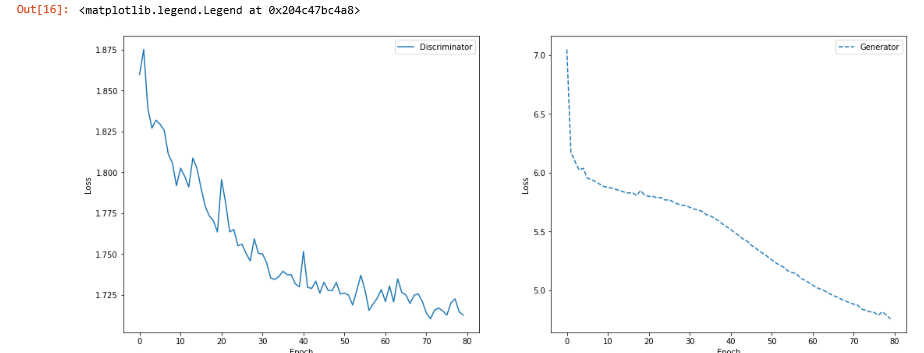 Out[16]: <matplotlib.legend.Legend at 0x204c47bc4a8>
Discriminator
1.875
1.850
1.825
1.800
1.775
1.750
1.725
Loss
0 10 20 30 40 50 60 70 80
Epoch
Generator
7.0
6.5
6.0
5.5
5.0
Loss
0 10 20 30 40 50 60 70 80
Epoch